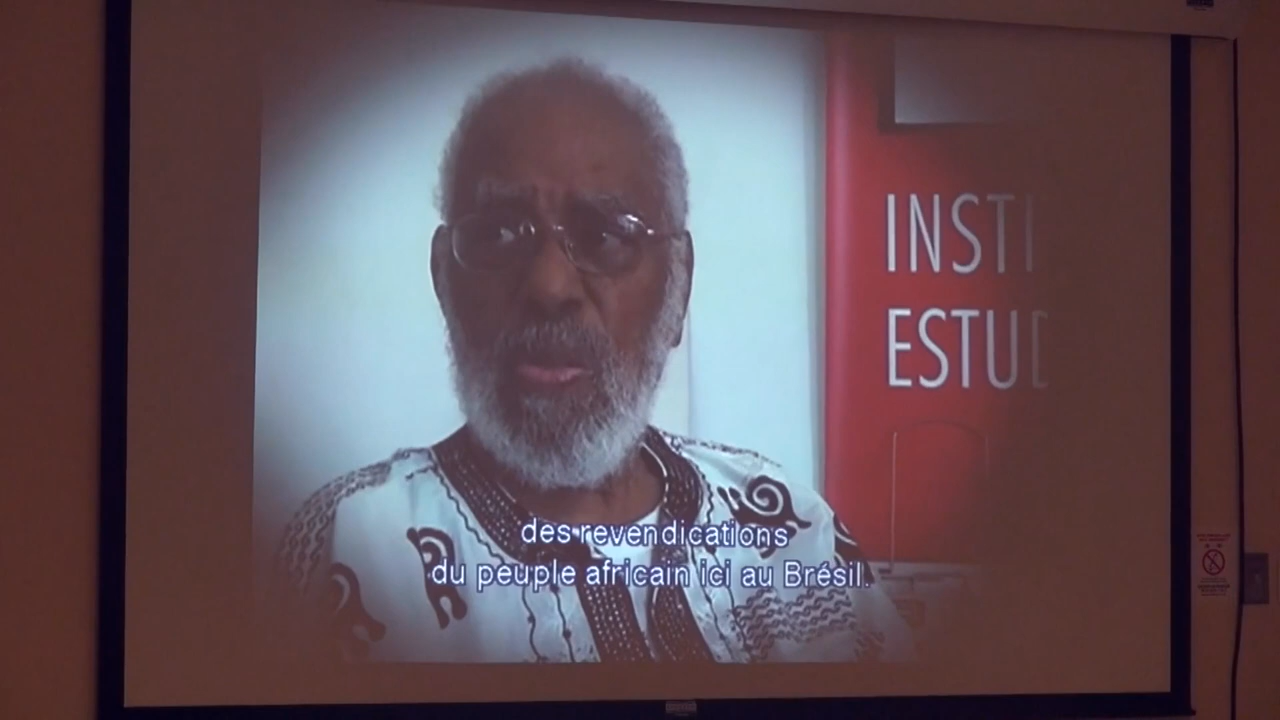 INSTI
ESTUD
des revendications
du peuple africain ici au Brésil.